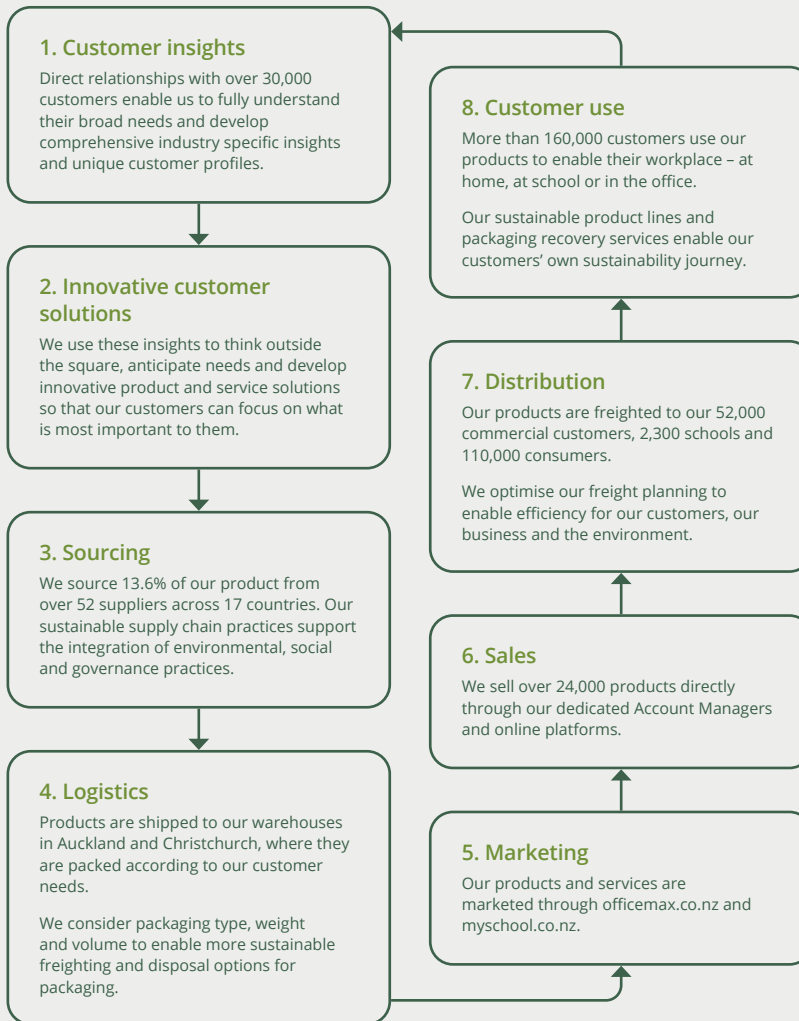 1. Customer insights
Direct relationships with over 30,000
customers enable us to fully understand
their broad needs and develop
comprehensive industry specific insights
and unique customer profiles.
2. Innovative customer
solutions
We use these insights to think outside
the square, anticipate needs and develop
innovative product and service solutions
so that our customers can focus on what
is most important to them.
3. Sourcing
We source 13.6% of our product from
over 52 suppliers across 17 countries. Our
sustainable supply chain practices support
the integration of environmental, social
and governance practices.
4. Logistics
Products are shipped to our warehouses
in Auckland and Christchurch, where they
are packed according to our customer
needs.
We consider packaging type, weight
and volume to enable more sustainable
freighting and disposal options for
packaging.
5. Marketing
Our products and services are
marketed through officemax.co.nz and
myschool.co.nz.
6. Sales
We sell over 24,000 products directly
through our dedicated Account Managers
and online platforms.
7. Distribution
Our products are freighted to our 52,000
commercial customers, 2,300 schools and
110,000 consumers.
We optimise our freight planning to
enable efficiency for our customers, our
business and the environment.
8. Customer use
More than 160,000 customers use our
products to enable their workplace – at
home, at school or in the office.
Our sustainable product lines and
packaging recovery services enable our
customers’ own sustainability journey.